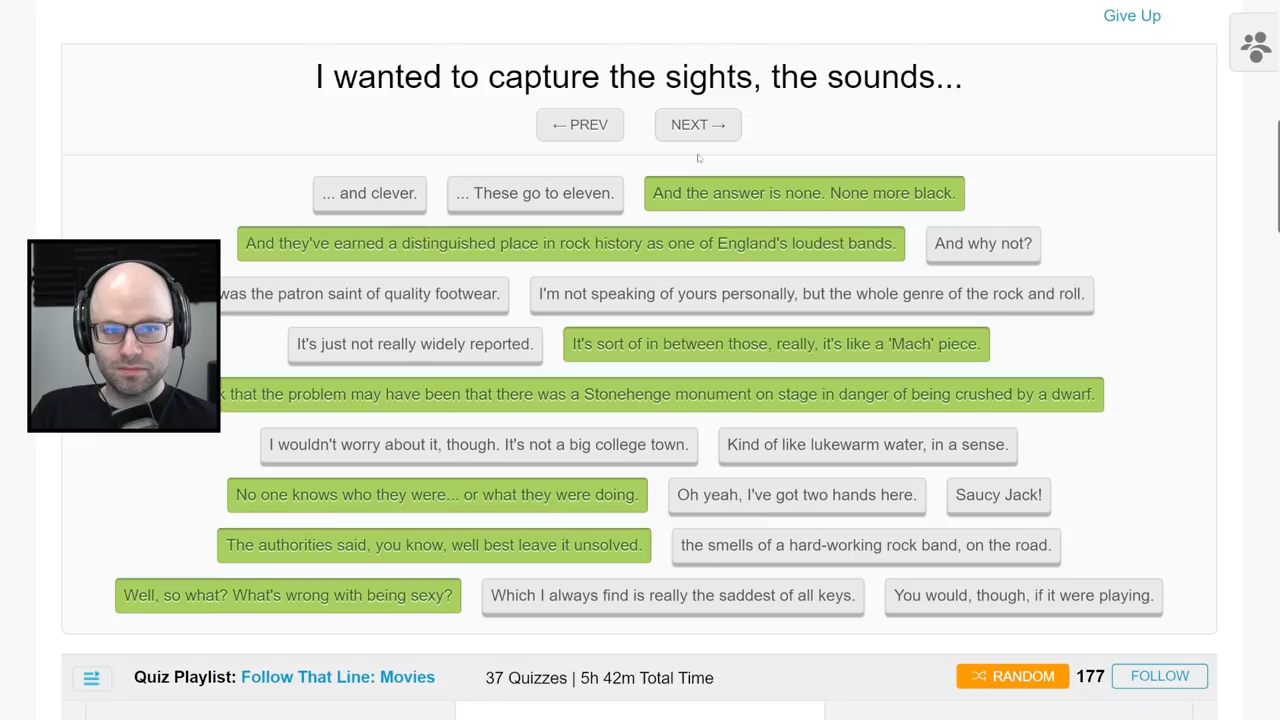 Give Up
I wanted to capture the sights, the sounds...
← PREV NEXT →
... and clever. ... These go to eleven. And the answer is none. None more black.
And they've earned a distinguished place in rock history as one of England's loudest bands. And why not?
was the patron saint of quality footwear. I'm not speaking of yours personally, but the whole genre of the rock and roll.
It's just not really widely reported. It's sort of in between those, really, it's like a 'Mach' piece.
that the problem may have been that there was a Stonehenge monument on stage in danger of being crushed by a dwarf.
I wouldn't worry about it, though. It's not a big college town. Kind of like lukewarm water, in a sense.
No one knows who they were... or what they were doing. Oh yeah, I've got two hands here. Saucy Jack!
The authorities said, you know, well best leave it unsolved. the smells of a hard-working rock band, on the road.
Well, so what? What's wrong with being sexy? Which I always find is really the saddest of all keys. You would, though, if it were playing.
Quiz Playlist: Follow That Line: Movies 37 Quizzes | 5h 42m Total Time RANDOM 177 FOLLOW